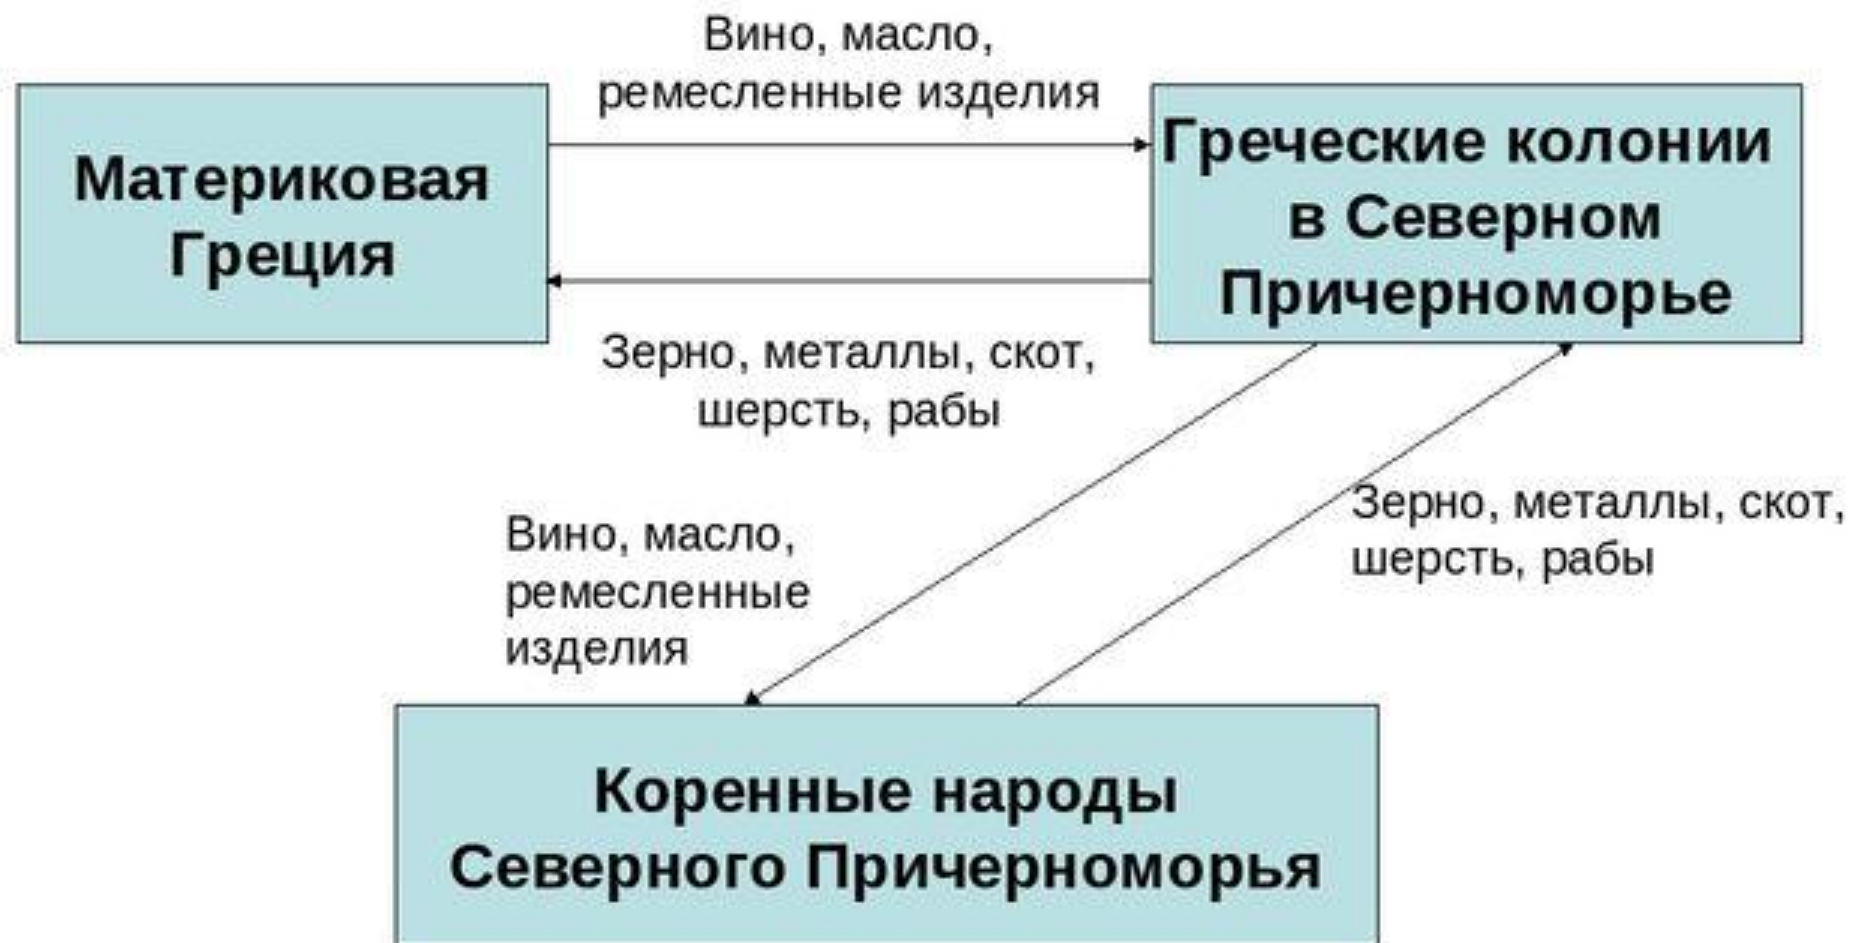 Вино, масло,
ремесленные изделия
Материковая
Греция
Греческие колонии
в Северном
Причерноморье
Зерно, металлы, скот,
шерсть, рабы
Вино, масло,
ремесленные
изделия
Зерно, металлы, скот,
шерсть, рабы
Коренные народы
Северного Причерноморья